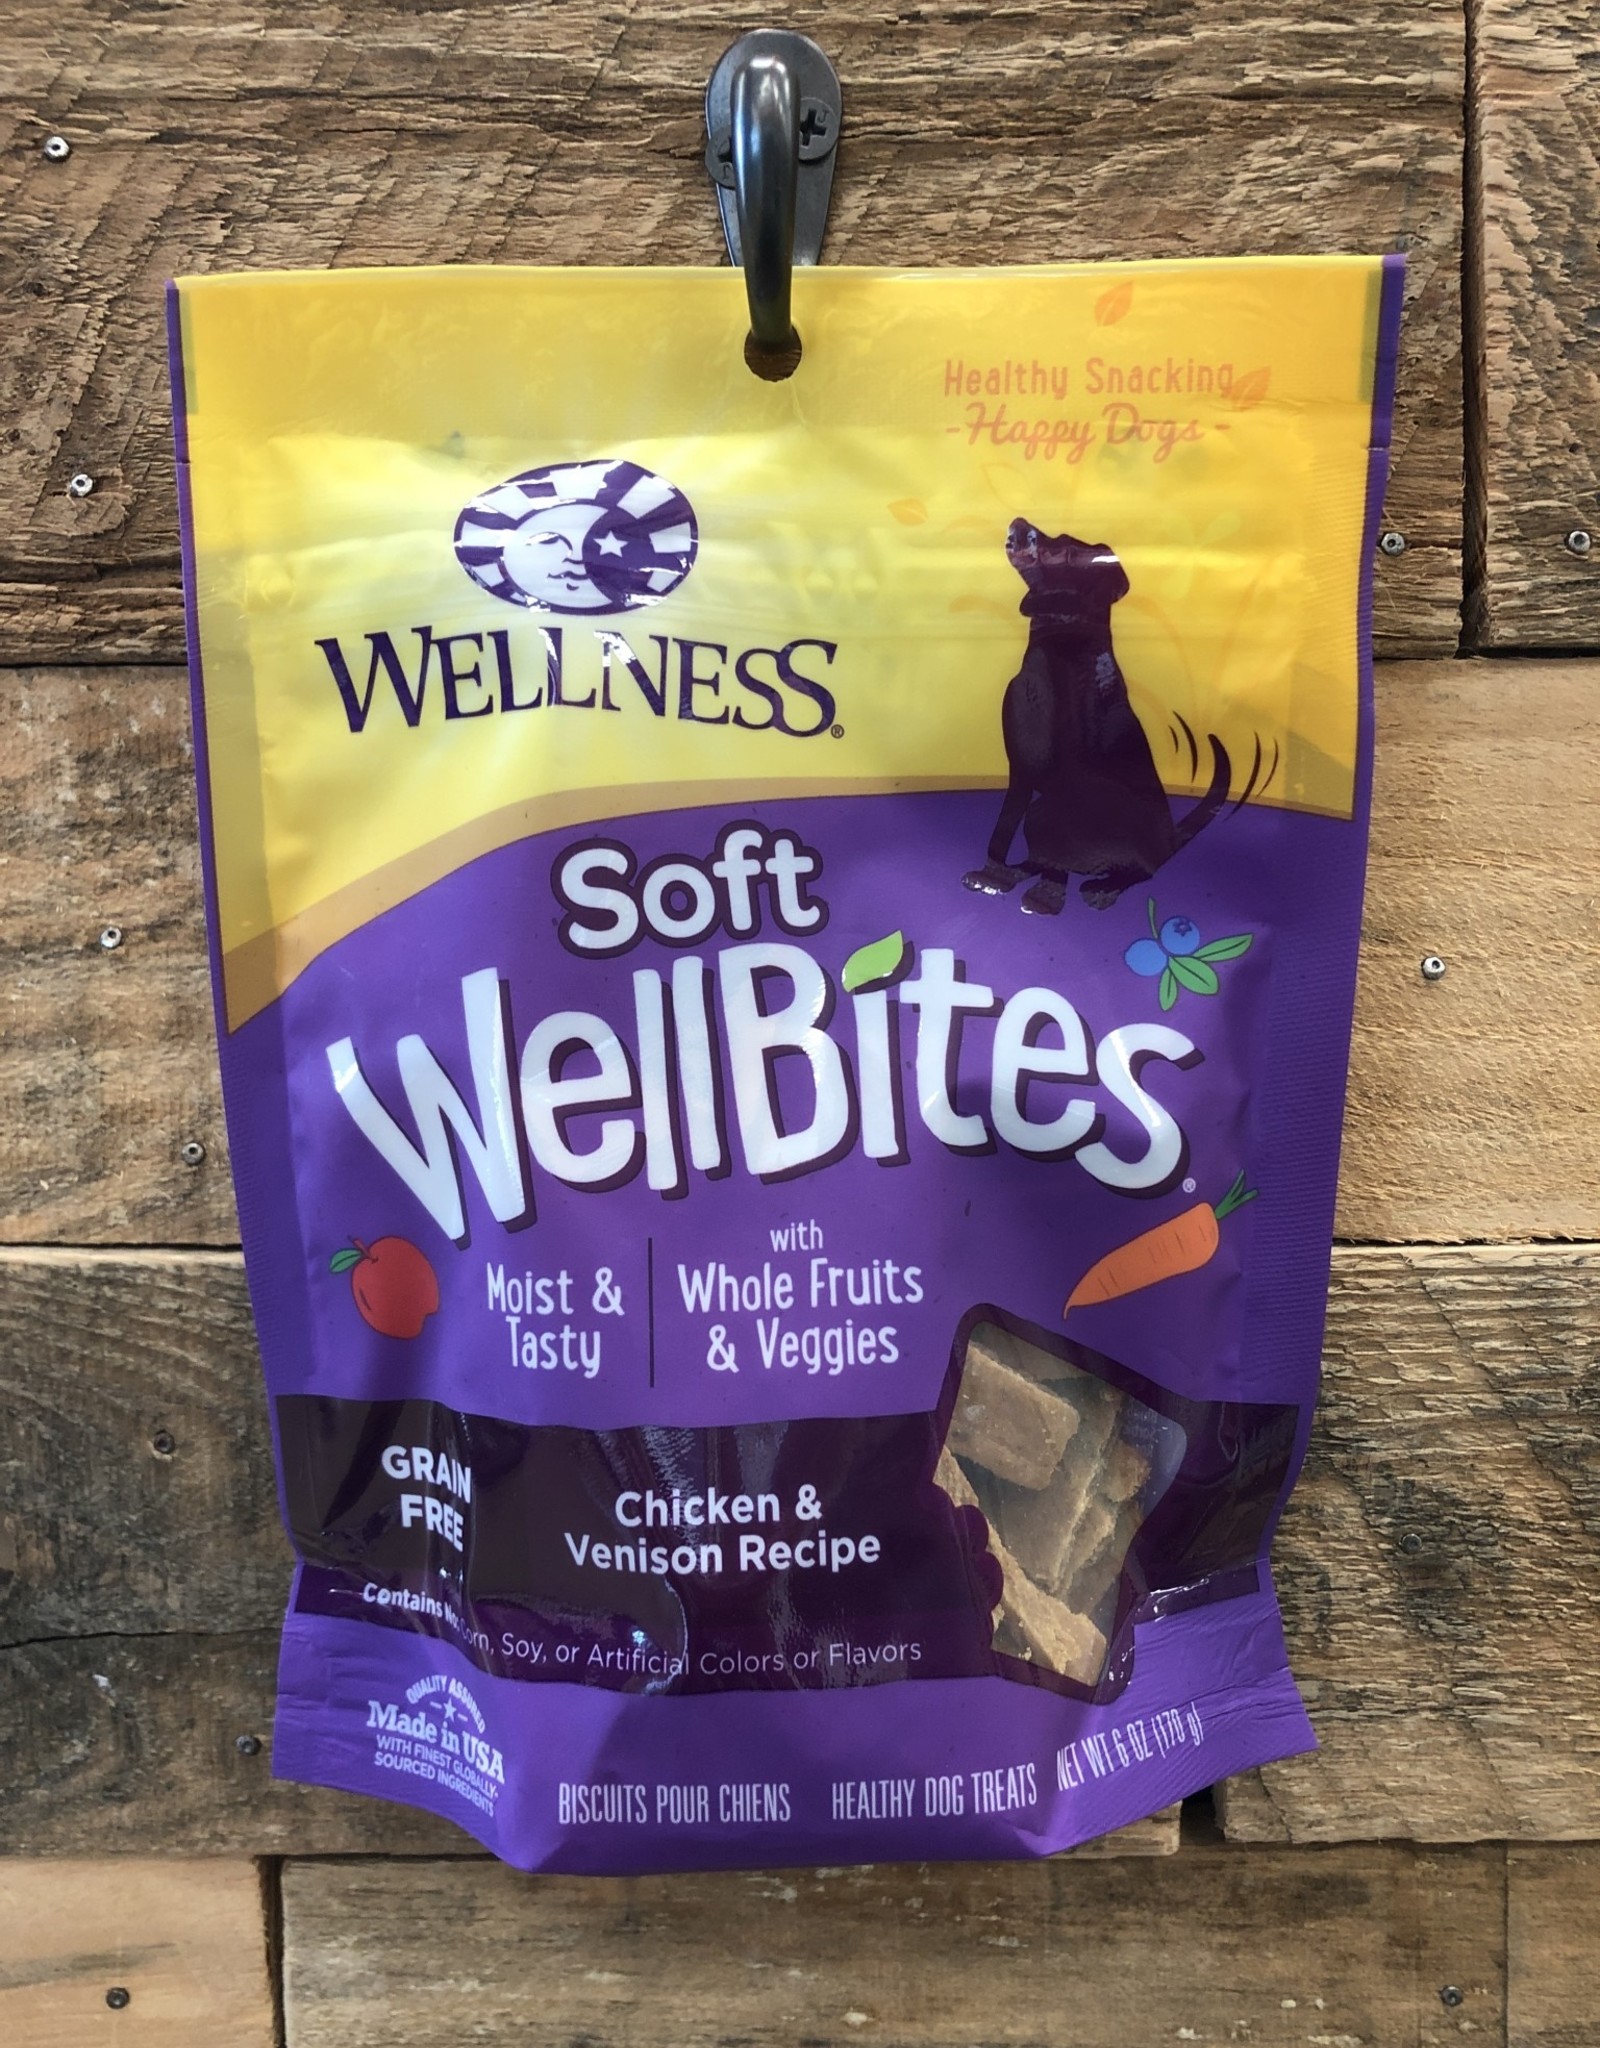 Healthy Snacking
- Happy Dogs -
WELLNESS®
Soft
WellBites®
Moist &
Tasty
with
Whole Fruits
& Veggies
GRAIN
FREE
Chicken &
Venison Recipe
Contains No: Corn, Soy, or Artificial Colors or Flavors
QUALITY ASSURED
Made in USA
WITH FINEST GLOBALLY-
SOURCED INGREDIENTS
BISCUITS POUR CHIENS HEALTHY DOG TREATS NET WT 6 OZ (170 g)